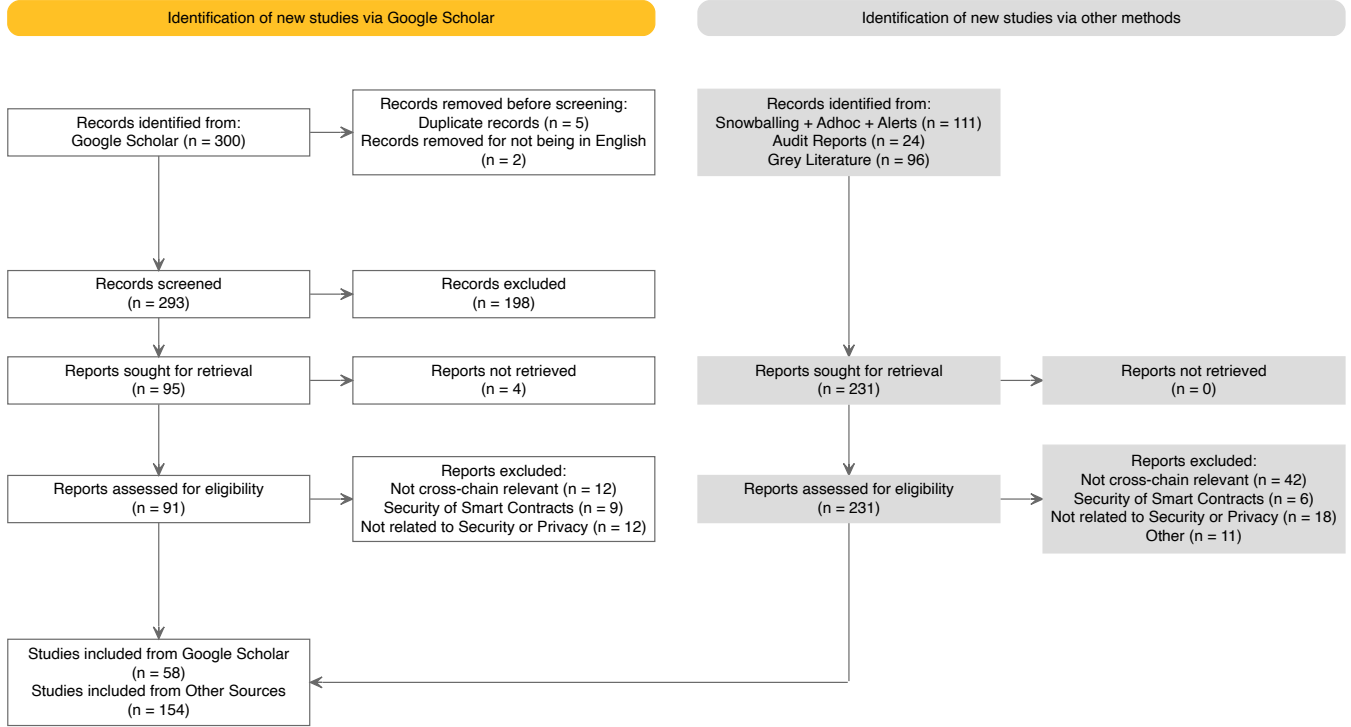 Identification of new studies via Google Scholar
Identification of new studies via other methods
Records identified from:
Google Scholar (n = 300)
Records removed before screening:
Duplicate records (n = 5)
Records removed for not being in English
(n = 2)
Records identified from:
Snowballing + Adhoc + Alerts (n = 111)
Audit Reports (n = 24)
Grey Literature (n = 96)
Records screened
(n = 293)
Records excluded
(n = 198)
Reports sought for retrieval
(n = 95)
Reports not retrieved
(n = 4)
Reports sought for retrieval
(n = 231)
Reports not retrieved
(n = 0)
Reports assessed for eligibility
(n = 91)
Reports excluded:
Not cross-chain relevant (n = 12)
Security of Smart Contracts (n = 9)
Not related to Security or Privacy (n = 12)
Reports assessed for eligibility
(n = 231)
Reports excluded:
Not cross-chain relevant (n = 42)
Security of Smart Contracts (n = 6)
Not related to Security or Privacy (n = 18)
Other (n = 11)
Studies included from Google Scholar
(n = 58)
Studies included from Other Sources
(n = 154)